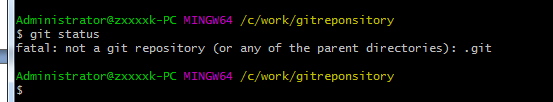 Administrator@zxxxxk-PC MINGW64 /c/work/gitreponsitory
$ git status
fatal: not a git repository (or any of the parent directories): .git
Administrator@zxxxxk-PC MINGW64 /c/work/gitreponsitory
$